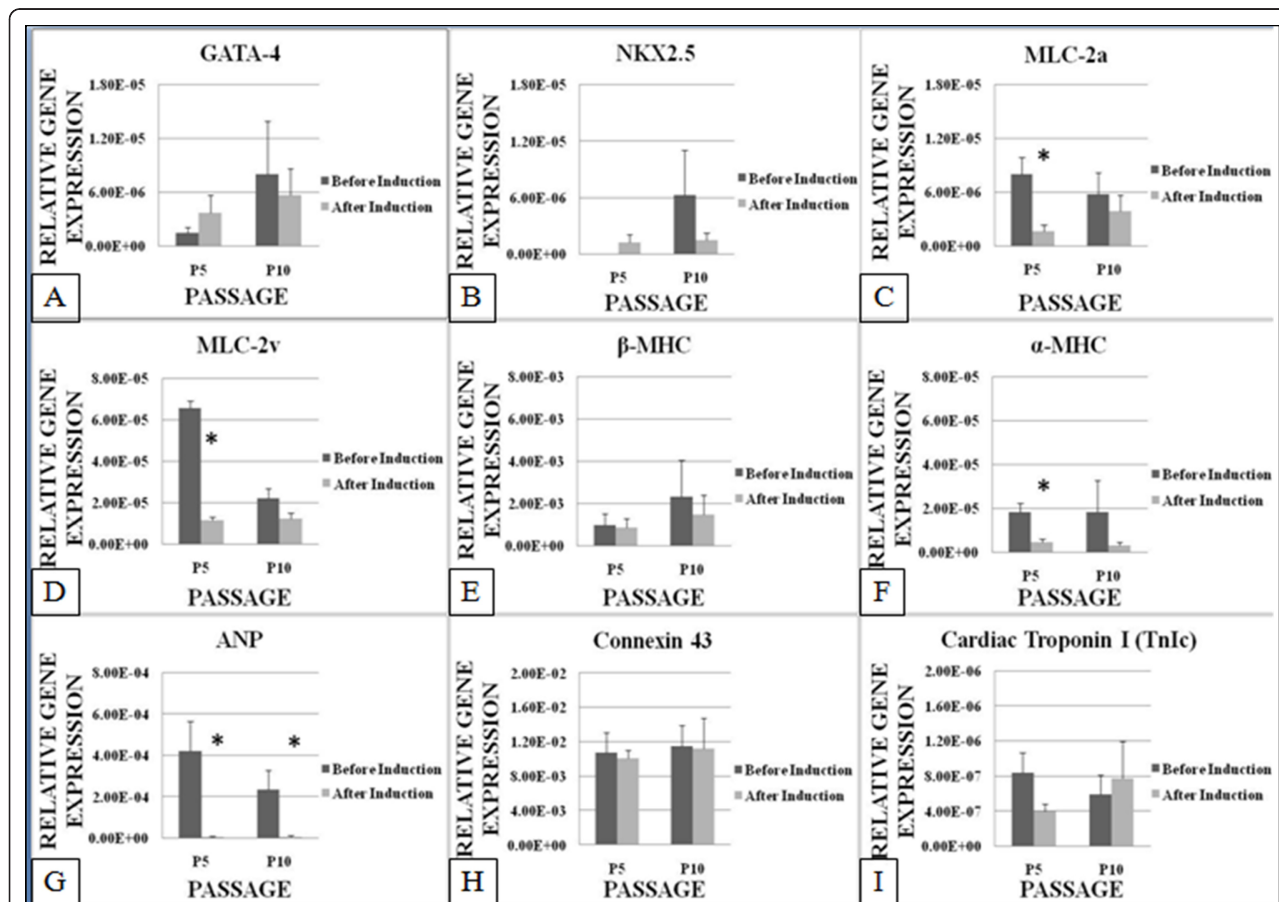 GATA-4
RELATIVE GENE
EXPRESSION
1.80E-05
1.20E-05
6.00E-06
0.00E+00
P5 P10
PASSAGE
Before Induction
After Induction
A
NKX2.5
RELATIVE GENE
EXPRESSION
1.80E-05
1.20E-05
6.00E-06
0.00E+00
P5 P10
PASSAGE
Before Induction
After Induction
B
MLC-2a
RELATIVE GENE
EXPRESSION
1.80E-05
1.20E-05
6.00E-06
0.00E+00
*
P5 P10
PASSAGE
Before Induction
After Induction
C
MLC-2v
RELATIVE GENE
EXPRESSION
8.00E-05
6.00E-05
4.00E-05
2.00E-05
0.00E+00
*
P5 P10
PASSAGE
Before Induction
After Induction
D
β-MHC
RELATIVE GENE
EXPRESSION
8.00E-03
6.00E-03
4.00E-03
2.00E-03
0.00E+00
P5 P10
PASSAGE
Before Induction
After Induction
E
α-MHC
RELATIVE GENE
EXPRESSION
8.00E-05
6.00E-05
4.00E-05
2.00E-05
0.00E+00
*
P5 P10
PASSAGE
Before Induction
After Induction
F
ANP
RELATIVE GENE
EXPRESSION
8.00E-04
6.00E-04
4.00E-04
2.00E-04
0.00E+00
* *
P5 P10
PASSAGE
Before Induction
After Induction
G
Connexin 43
RELATIVE GENE
EXPRESSION
2.00E-02
1.60E-02
1.20E-02
8.00E-03
4.00E-03
0.00E+00
P5 P10
PASSAGE
Before Induction
After Induction
H
Cardiac Troponin I (TnIc)
RELATIVE GENE
EXPRESSION
2.00E-06
1.60E-06
1.20E-06
8.00E-07
4.00E-07
0.00E+00
P5 P10
PASSAGE
Before Induction
After Induction
I